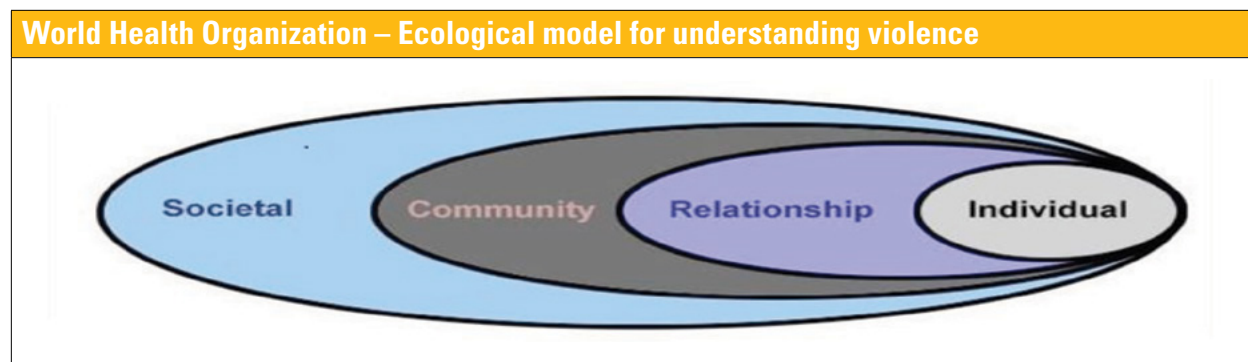 World Health Organization – Ecological model for understanding violence
Societal Community Relationship Individual